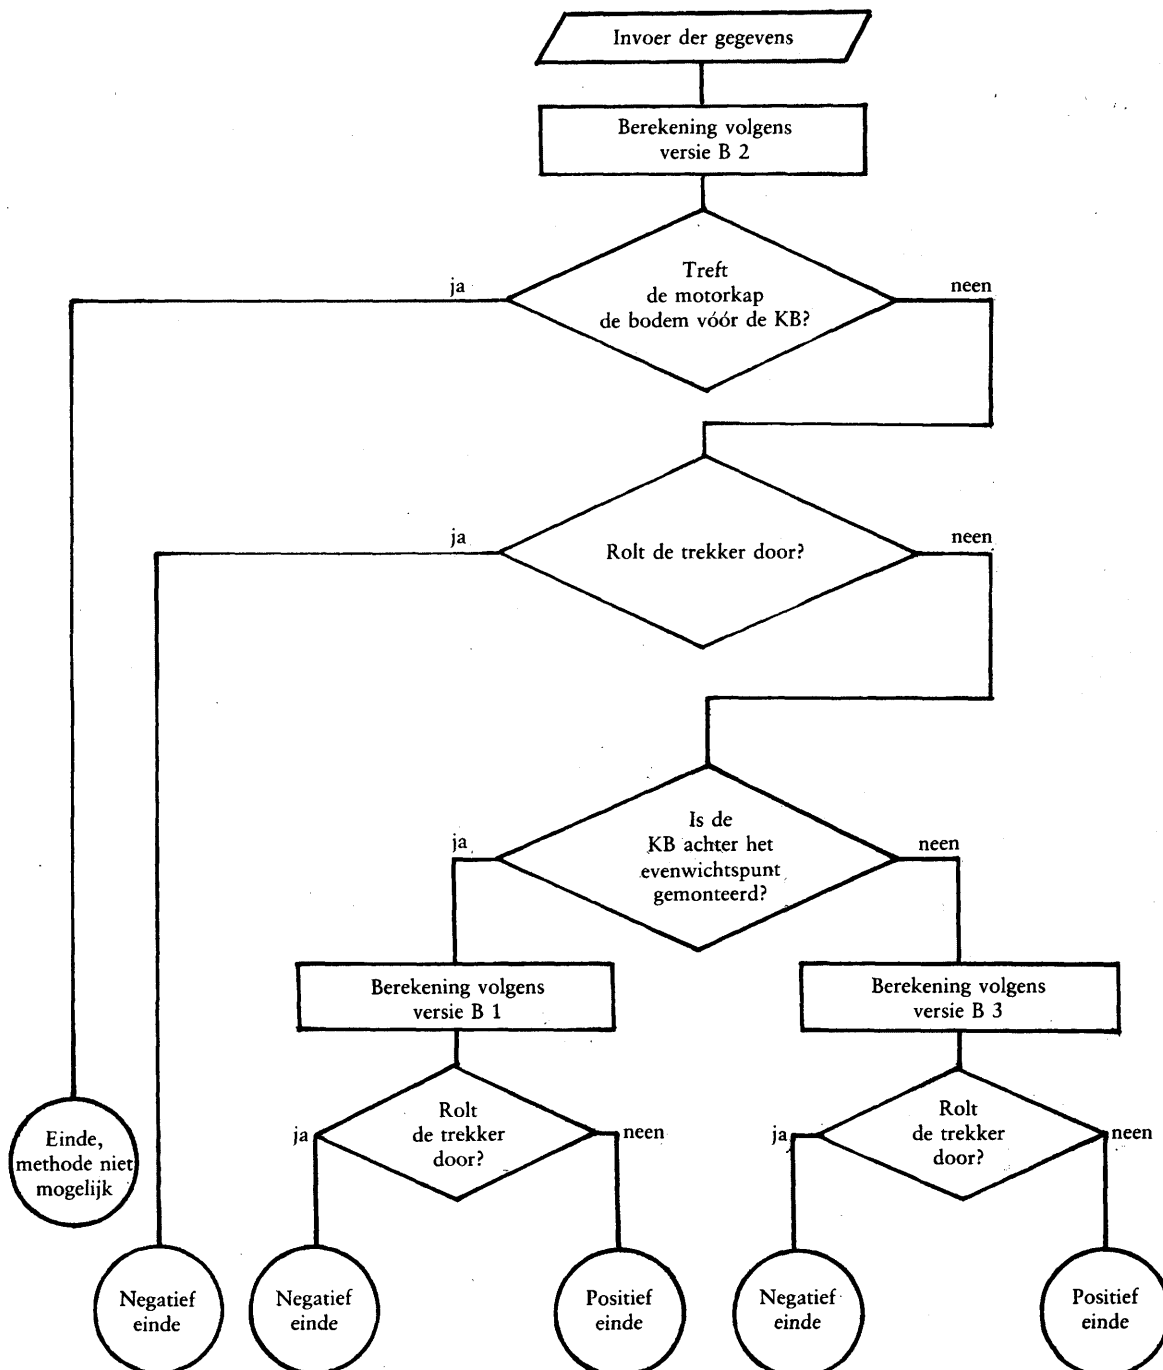 Invoer der gegevens
Berekening volgens
versie B 2
Treft
de motorkap
de bodem vóór de KB?
ja
neen
Rolt de trekker door?
ja
neen
Is de
KB achter het
evenwichtspunt
gemonteerd?
ja
neen
Berekening volgens
versie B 1
Berekening volgens
versie B 3
Rolt
de trekker
door?
ja
neen
Rolt
de trekker
door?
ja
neen
Einde,
methode niet
mogelijk
Negatief
einde
Negatief
einde
Positief
einde
Negatief
einde
Positief
einde